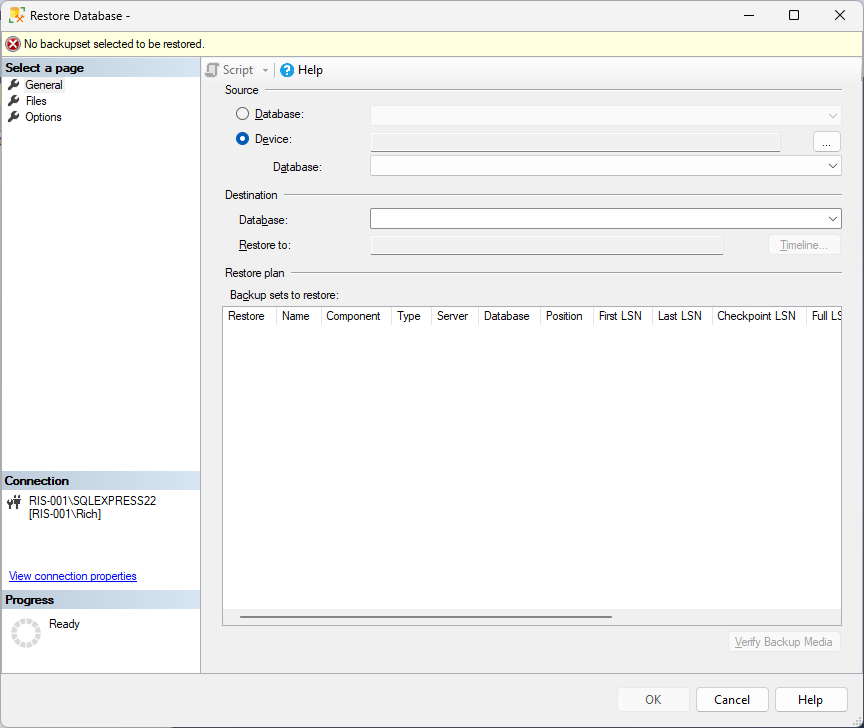 Restore Database -
No backupset selected to be restored.
Select a page
General
Files
Options
Script
Help
Source
Database:
Device:
...
Database:
Destination
Database:
Restore to:
Timeline...
Restore plan
Backup sets to restore:
Restore Name Component Type Server Database Position First LSN Last LSN Checkpoint LSN Full LS
Connection
RIS-001\SQLEXPRESS22
[RIS-001\Rich]
View connection properties
Progress
Ready
Verify Backup Media
OK Cancel Help